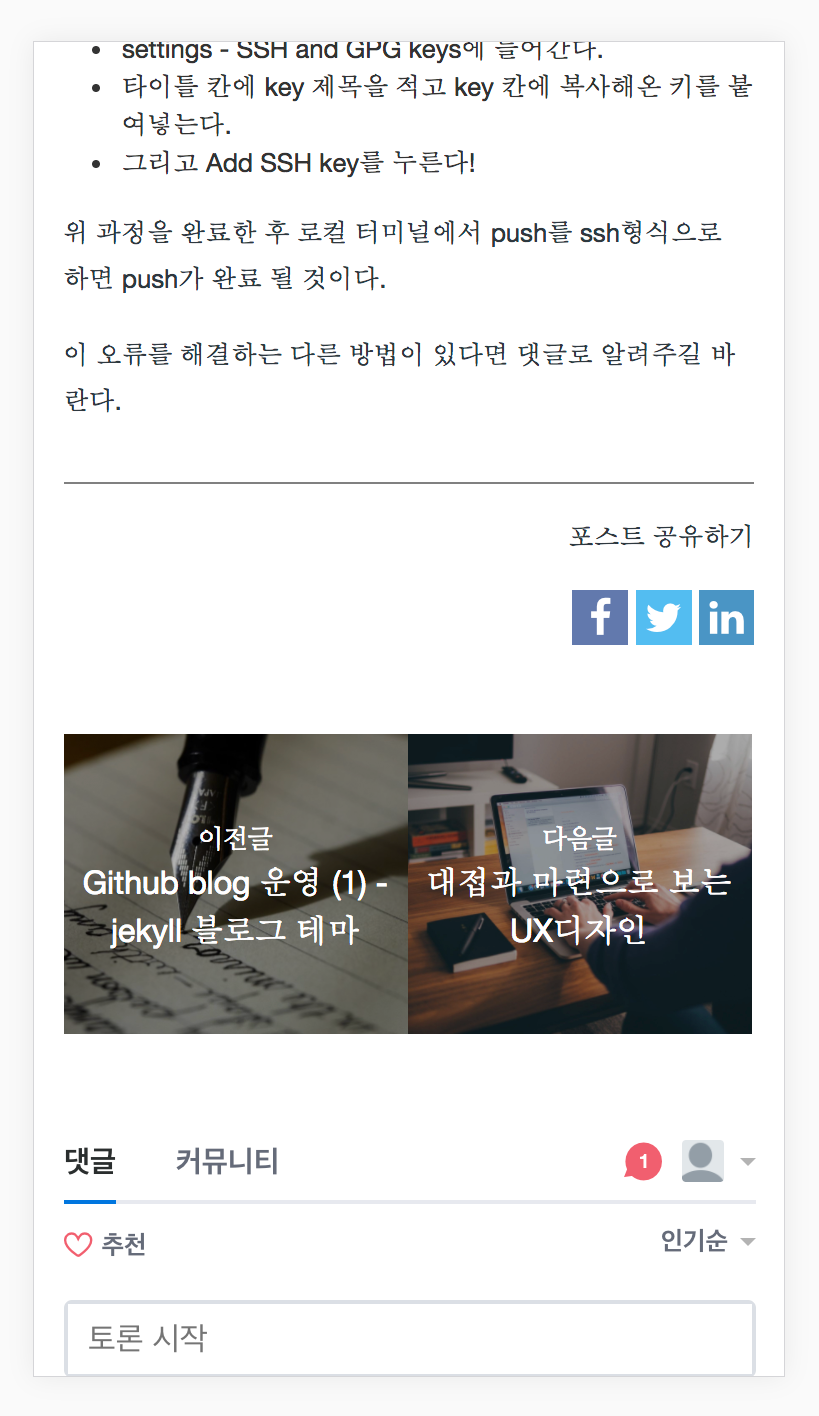 settings - SSH and GPG keys에 들어간다.
타이틀 칸에 key 제목을 적고 key 칸에 복사해온 키를 붙
여넣는다.
그리고 Add SSH key를 누른다!
위 과정을 완료한 후 로컬 터미널에서 push를 ssh형식으로
하면 push가 완료 될 것이다.
이 오류를 해결하는 다른 방법이 있다면 댓글로 알려주길 바
란다.
포스트 공유하기
이전글
Github blog 운영 (1) -
jekyll 블로그 테마
다음글
대접과 마련으로 보는
UX디자인
댓글
커뮤니티
1
추천
인기순
토론 시작